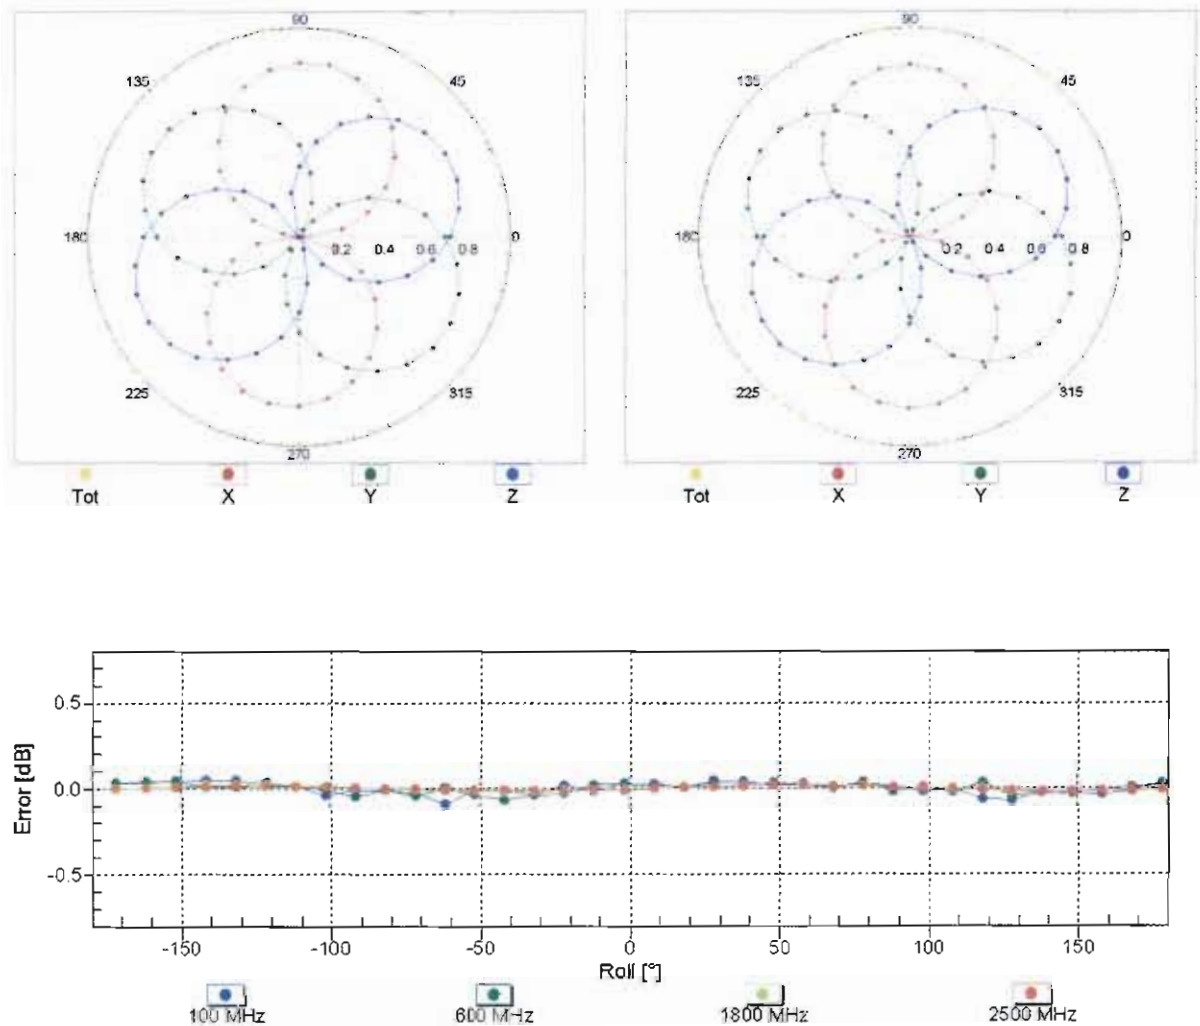 90 90
135 45 135 45
180 0.2 0.4 0.6 0.8 0 180 0.2 0.4 0.6 0.8 0
225 315 225 315
270 270
Tot X Y Z Tot X Y Z
0.5
0.0
-0.5
Error [dB]
-150 -100 -50 0 50 100 150
Roll [°]
100 MHz 600 MHz 1800 MHz 2500 MHz